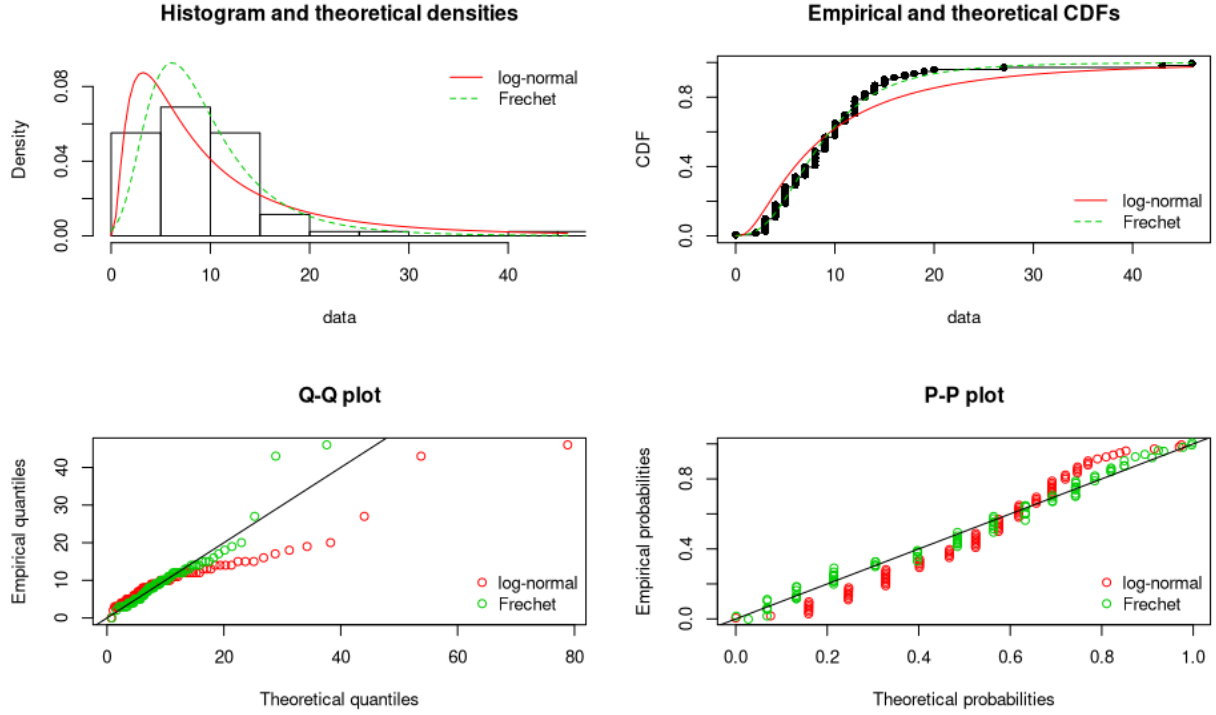 Histogram and theoretical densities
Density
0.00
0.04
0.08
log-normal
Frechet
0
10
20
30
40
data
Empirical and theoretical CDFs
CDF
0.0
0.4
0.8
log-normal
Frechet
0
10
20
30
40
data
Q-Q plot
Empirical quantiles
0
10
20
30
40
log-normal
Frechet
0
20
40
60
80
Theoretical quantiles
P-P plot
Empirical probabilities
0.0
0.4
0.8
log-normal
Frechet
0.0
0.2
0.4
0.6
0.8
1.0
Theoretical probabilities